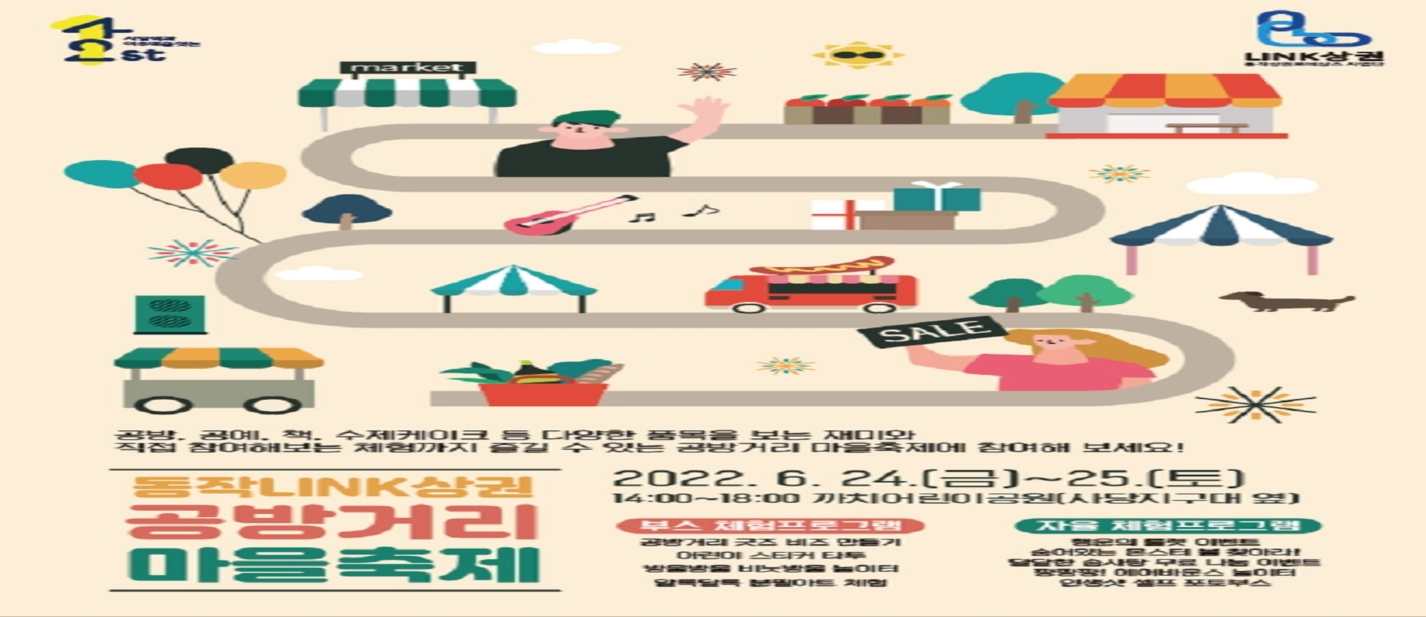 st
market
LINK상권
SALE
공방, 공예, 책, 수제케이크 등 다양한 품목을 보는 재미와
직접 참여해보는 체험까지 즐길 수 있는 공방거리 마을축제에 참여해 보세요!
동작LINK상권
공방거리
마을축제
2022. 6. 24.(금)~25.(토)
14:00~18:00 까치어린이공원(사당지구대 옆)
부스 체험프로그램
공방거리 굿즈 비즈 만들기
어린이 스티커 타투
방울방울 비눗방울 놀이터
알록달록 분필아트 체험
자율 체험프로그램
행운의 룰렛 이벤트
숨어있는 몬스터 볼 찾아라!
달달한 솜사탕 무료 나눔 이벤트
팡팡팡! 에어바운스 놀이터
인생샷 셀프 포토부스